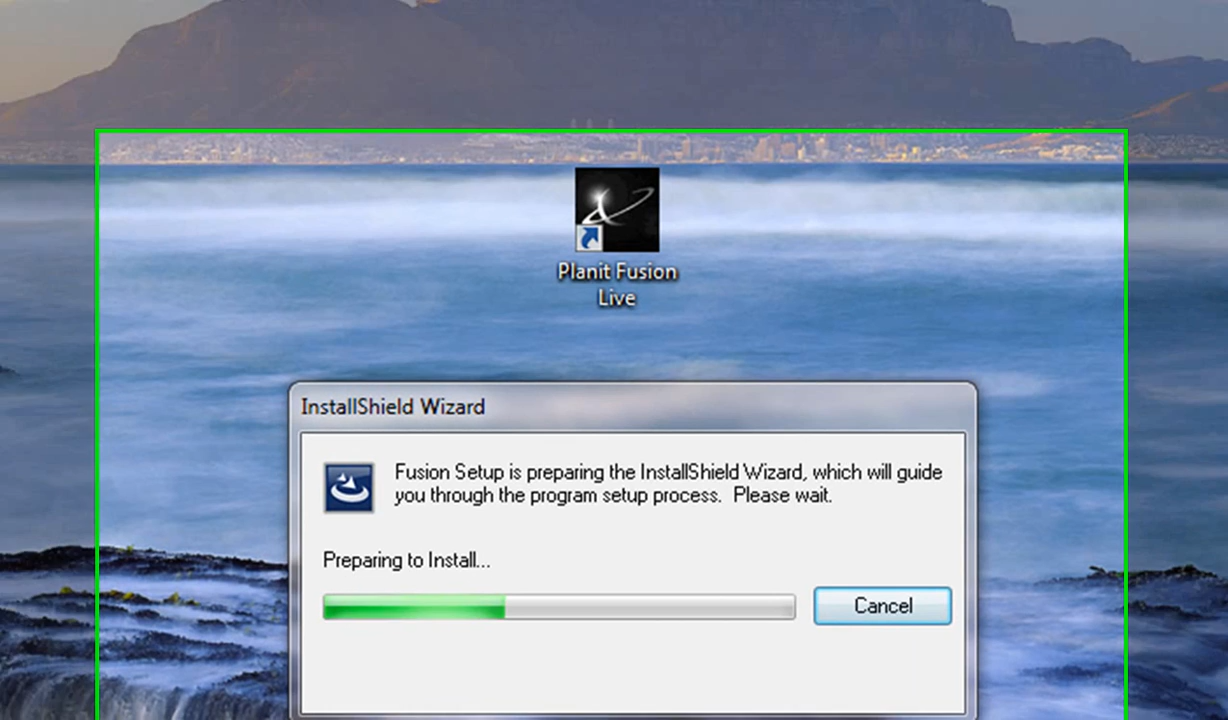 Planit Fusion
Live
InstallShield Wizard
Fusion Setup is preparing the InstallShield Wizard, which will guide
you through the program setup process.  Please wait.
Preparing to Install...
Cancel